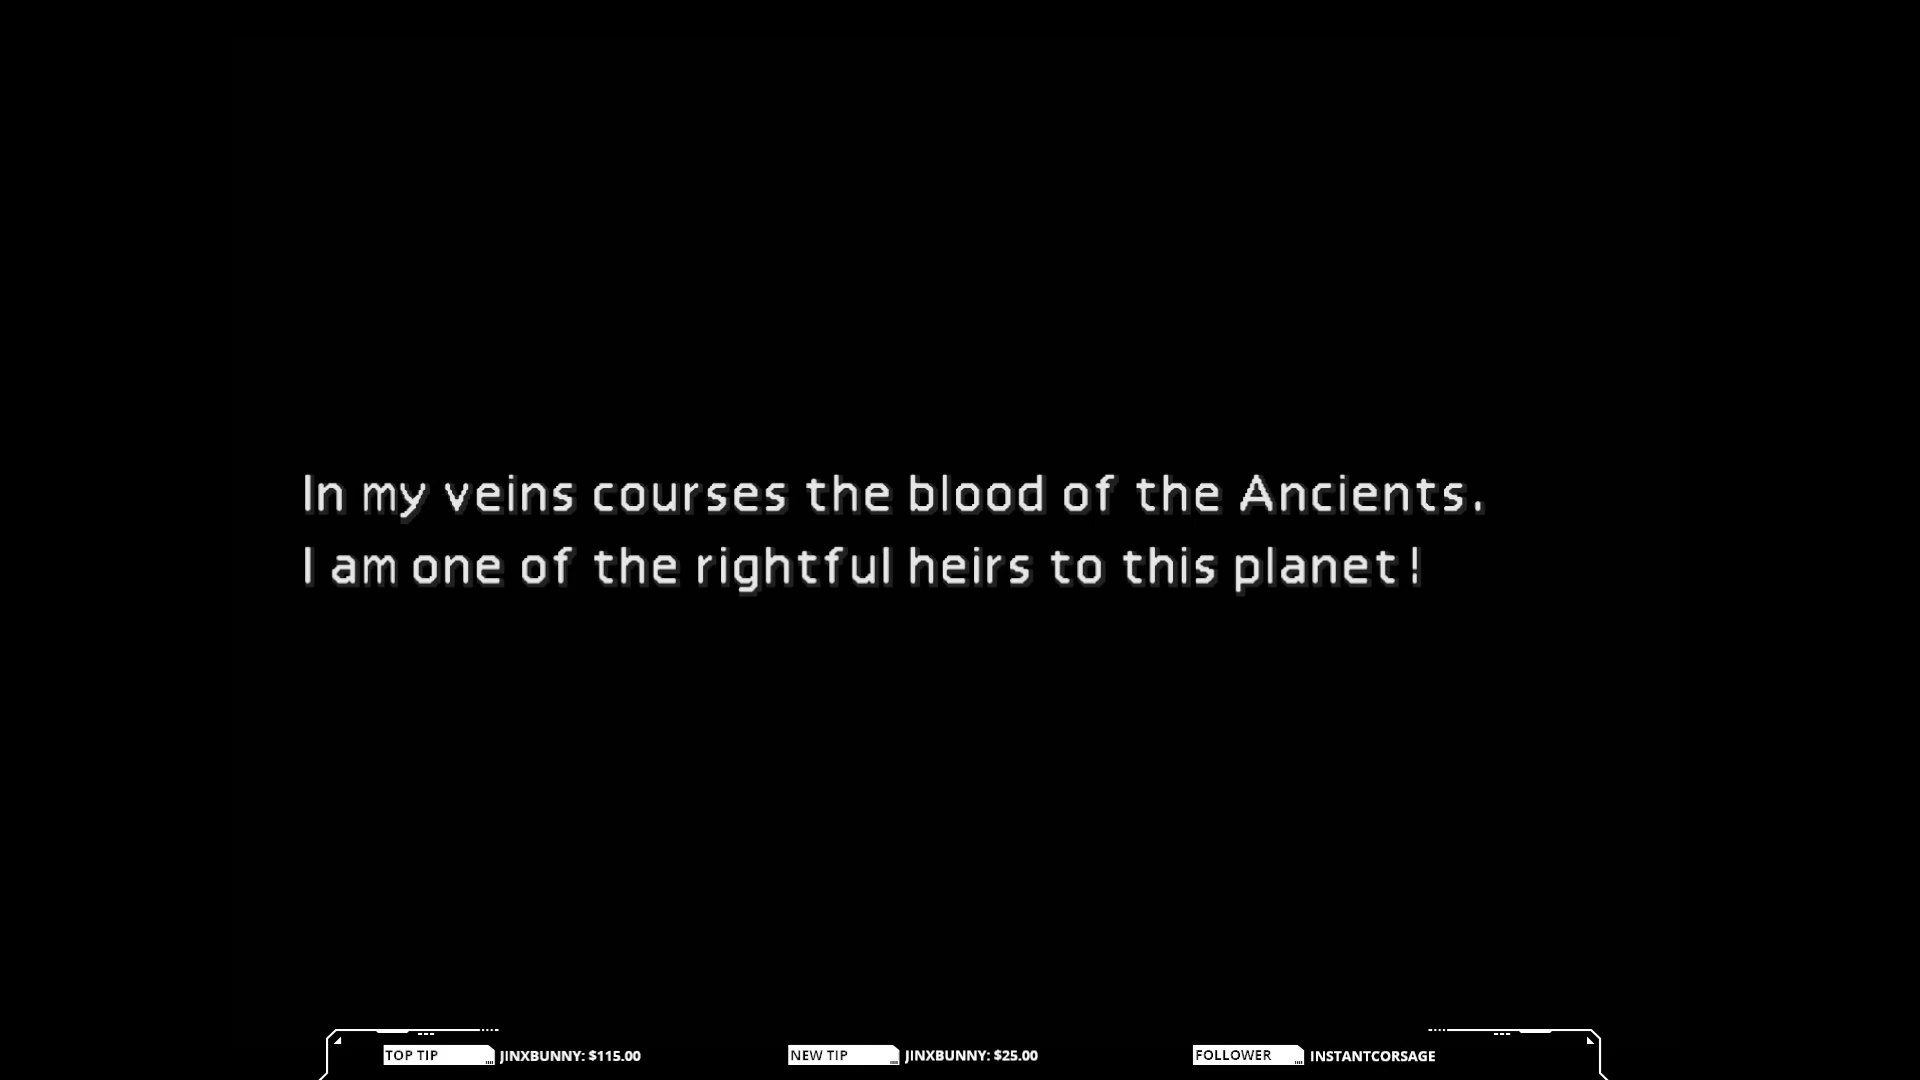 In my veins courses the blood of the Ancients.
I am one of the rightful heirs to this planet!
TOP TIP JINXBUNNY: $115.00 NEW TIP JINXBUNNY: $25.00 FOLLOWER INSTANTCORSAGE